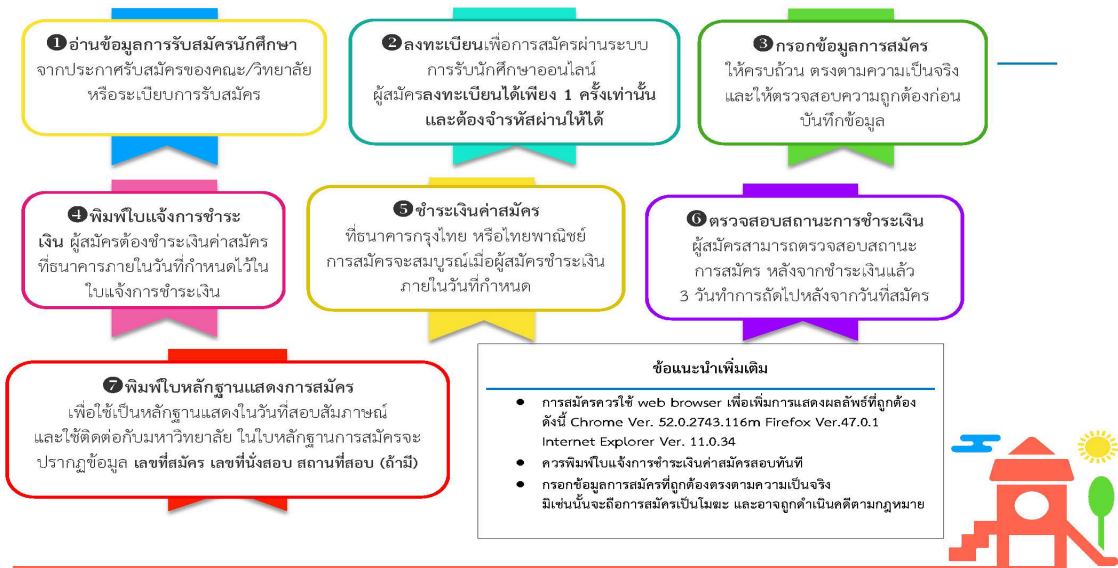 ❶อ่านข้อมูลการรับสมัครนักศึกษา
จากประกาศรับสมัครของคณะ/วิทยาลัย
หรือระเบียบการรับสมัคร
❷ลงทะเบียนเพื่อการสมัครผ่านระบบ
การรับนักศึกษาออนไลน์
ผู้สมัครลงทะเบียนได้เพียง 1 ครั้งเท่านั้น
และต้องจำรหัสผ่านให้ได้
❸กรอกข้อมูลการสมัคร
ให้ครบถ้วน ตรงตามความเป็นจริง
และให้ตรวจสอบความถูกต้องก่อน
บันทึกข้อมูล
❹พิมพ์ใบแจ้งการชำระ
เงิน ผู้สมัครต้องชำระเงินค่าสมัคร
ที่ธนาคารภายในวันที่กำหนดไว้ใน
ใบแจ้งการชำระเงิน
❺ชำระเงินค่าสมัคร
ที่ธนาคารกรุงไทย หรือไทยพาณิชย์
การสมัครจะสมบูรณ์เมื่อผู้สมัครชำระเงิน
ภายในวันที่กำหนด
❻ตรวจสอบสถานะการชำระเงิน
ผู้สมัครสามารถตรวจสอบสถานะ
การสมัคร หลังจากชำระเงินแล้ว
3 วันทำการถัดไปหลังจากวันที่สมัคร
❼พิมพ์ใบหลักฐานแสดงการสมัคร
เพื่อใช้เป็นหลักฐานแสดงในวันที่สอบสัมภาษณ์
และใช้ติดต่อกับมหาวิทยาลัย ในใบหลักฐานการสมัครจะ
ปรากฏข้อมูล เลขที่สมัคร เลขที่นั่งสอบ สถานที่สอบ (ถ้ามี)
ข้อแนะนำเพิ่มเติม
● การสมัครควรใช้ web browser เพื่อเพิ่มการแสดงผลลัพธ์ที่ถูกต้อง
ดังนี้ Chrome Ver. 52.0.2743.116m Firefox Ver.47.0.1
Internet Explorer Ver. 11.0.34
● ควรพิมพ์ใบแจ้งการชำระเงินค่าสมัครสอบทันที
● กรอกข้อมูลการสมัครที่ถูกต้องตรงตามความเป็นจริง
มิเช่นนั้นจะถือการสมัครเป็นโมฆะ และอาจถูกดำเนินคดีตามกฎหมาย